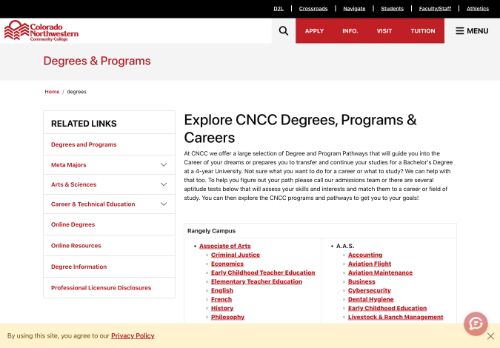 D2L | Crossroads | Navigate | Students | Faculty/Staff | Athletics
Colorado
Northwestern
Community College
APPLY INFO. VISIT TUITION MENU
Degrees & Programs
Home / degrees
RELATED LINKS
Degrees and Programs
Meta Majors
Arts & Sciences
Career & Technical Education
Online Degrees
Online Resources
Degree Information
Professional Licensure Disclosures
Explore CNCC Degrees, Programs &
Careers
At CNCC we offer a large selection of Degree and Program Pathways that will guide you into the
Career of your dreams or prepares you to transfer and continue your studies for a Bachelor's Degree
at a 4-year University. Not sure what you want to do for a career or what to study? We can help with
that too. To help you figure out your path please call our admissions team or there are several
aptitude tests below that will assess your skills and interests and match them to a career or field of
study. You can then explore the CNCC programs and pathways to get you to your goals!
Rangely Campus
Associate of Arts
Criminal Justice
Economics
Early Childhood Teacher Education
Elementary Teacher Education
English
French
History
Philosophy
A.A.S.
Accounting
Aviation Flight
Aviation Maintenance
Business
Cybersecurity
Dental Hygiene
Early Childhood Education
Livestock & Ranch Management
By using this site, you agree to our Privacy Policy